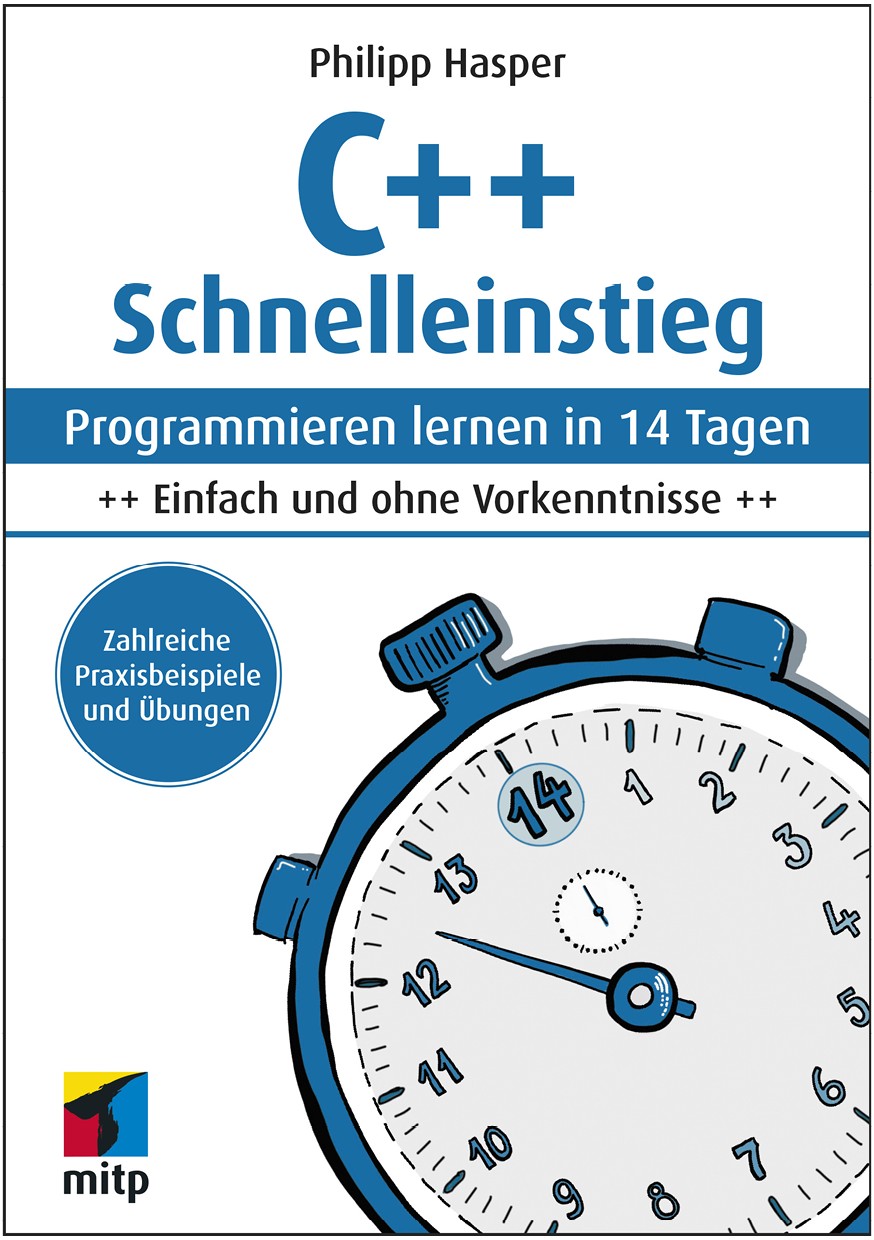 Philipp Hasper
C++
Schnelleinstieg
Programmieren lernen in 14 Tagen
++ Einfach und ohne Vorkenntnisse ++
Zahlreiche
Praxisbeispiele
und Übungen
14
1
2
3
4
5
6
7
8
9
10
11
12
13
mitp